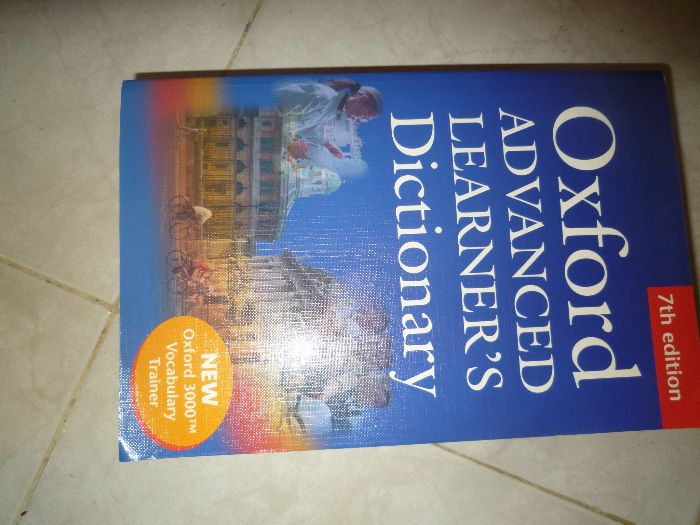 7th edition
Oxford
ADVANCED
LEARNER'S
Dictionary
NEW
Oxford 3000™
Vocabulary
Trainer